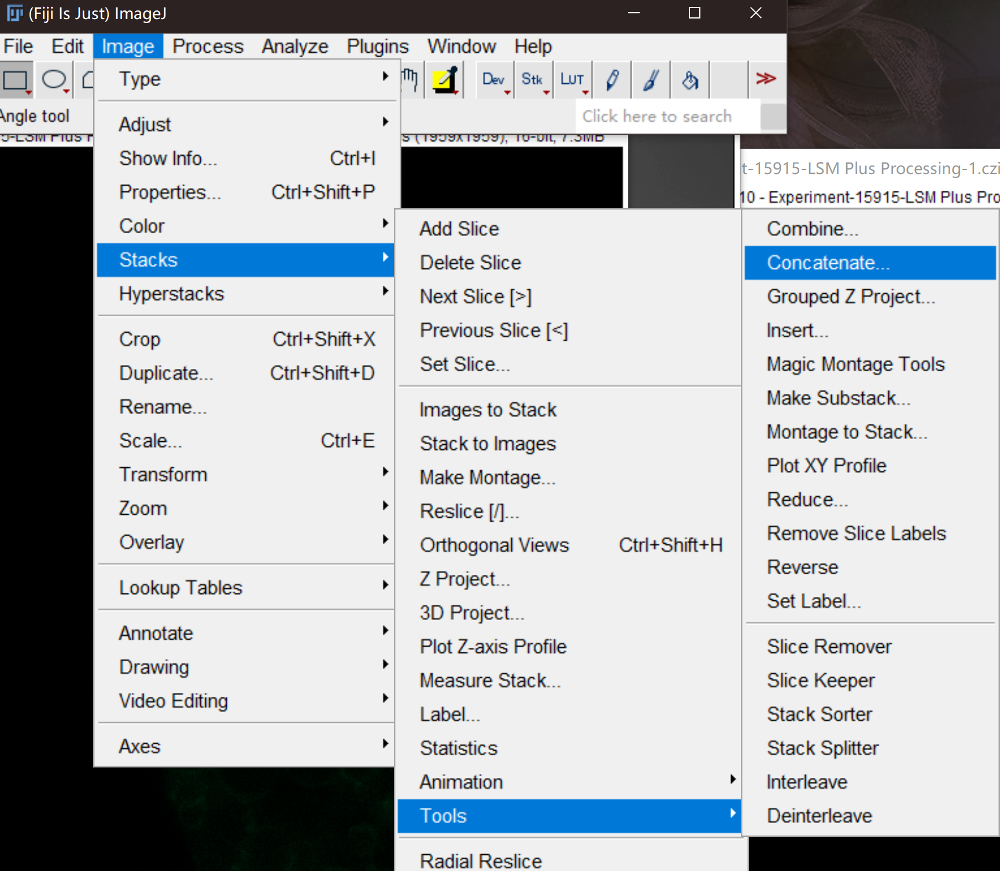 (Fiji Is Just) ImageJ
File Edit Image Process Analyze Plugins Window Help
Dev Stk LUT
Angle tool
Click here to search
5-LSM Plus
s (1959x1959), 16-bit, 7.3MB
t-15915-LSM Plus Processing-1.czi
10 - Experiment-15915-LSM Plus Pro
Type
Adjust
Show Info... Ctrl+I
Properties... Ctrl+Shift+P
Color
Stacks
Hyperstacks
Crop Ctrl+Shift+X
Duplicate... Ctrl+Shift+D
Rename...
Scale... Ctrl+E
Transform
Zoom
Overlay
Lookup Tables
Annotate
Drawing
Video Editing
Axes
Add Slice
Delete Slice
Next Slice [>]
Previous Slice [<]
Set Slice...
Images to Stack
Stack to Images
Make Montage...
Reslice [/]...
Orthogonal Views Ctrl+Shift+H
Z Project...
3D Project...
Plot Z-axis Profile
Measure Stack...
Label...
Statistics
Animation
Tools
Radial Reslice
Combine...
Concatenate...
Grouped Z Project...
Insert...
Magic Montage Tools
Make Substack...
Montage to Stack...
Plot XY Profile
Reduce...
Remove Slice Labels
Reverse
Set Label...
Slice Remover
Slice Keeper
Stack Sorter
Stack Splitter
Interleave
Deinterleave